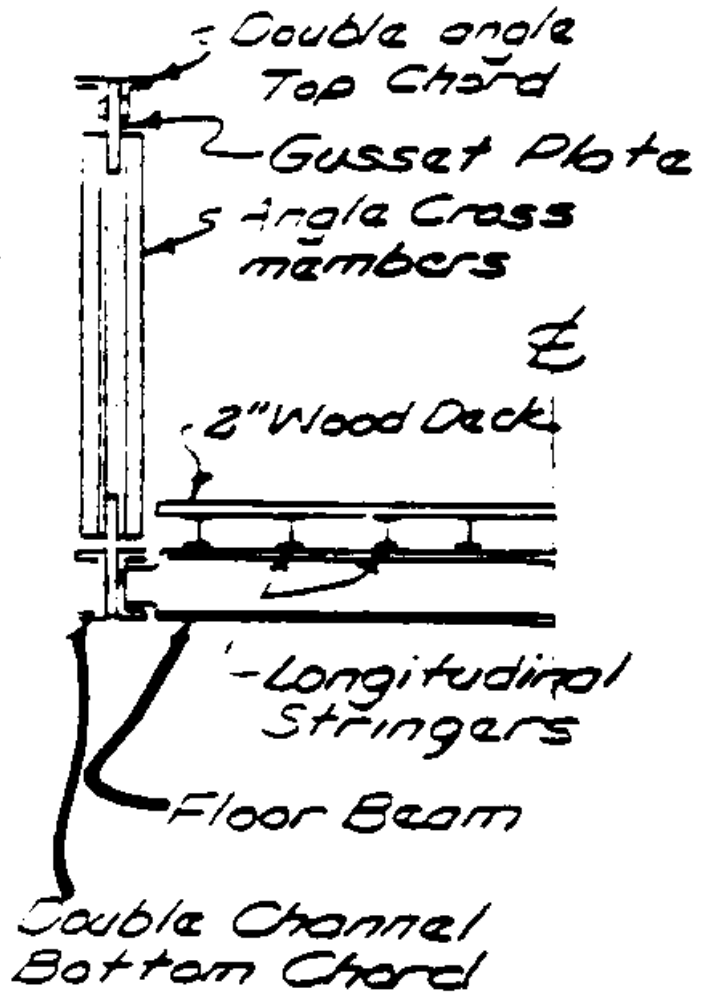 Double angle
Top Chord
Gusset Plate
Angle Cross
members
℄
2" Wood Deck
Longitudinal
Stringers
Floor Beam
Double Channel
Bottom Chord